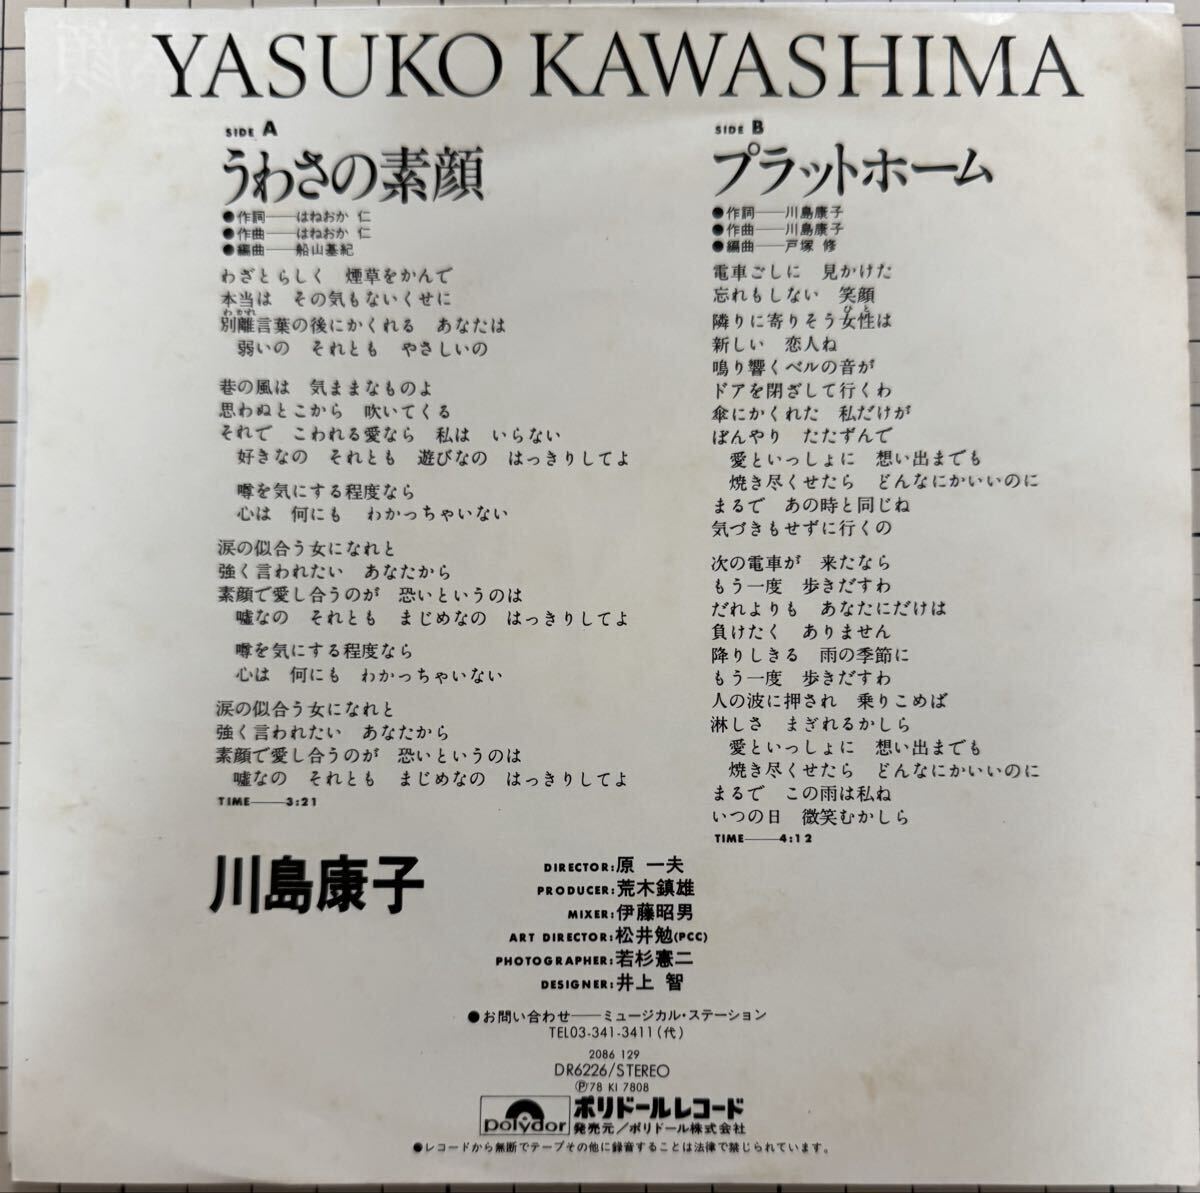 YASUKO KAWASHIMA
SIDE A
うわさの素顔
●作詞──はねおか 仁
●作曲──はねおか 仁
●編曲──船山基紀
わざとらしく 煙草をかんで
本当は その気もないくせに
わかれ
別離言葉の後にかくれる あなたは
弱いの それとも やさしいの
巷の風は 気ままなものよ
思わぬとこから 吹いてくる
それで こわれる愛なら 私は いらない
好きなの それとも 遊びなの はっきりしてよ
噂を気にする程度なら
心は 何にも わかっちゃいない
涙の似合う女になれと
強く言われたい あなたから
素顔で愛し合うのが 恐いというのは
嘘なの それとも まじめなの はっきりしてよ
噂を気にする程度なら
心は 何にも わかっちゃいない
涙の似合う女になれと
強く言われたい あなたから
素顔で愛し合うのが 恐いというのは
嘘なの それとも まじめなの はっきりしてよ
TIME──3:21
SIDE B
プラットホーム
●作詞──川島康子
●作曲──川島康子
●編曲──戸塚 修
電車ごしに 見かけた
忘れもしない 笑顔
ひと
隣りに寄りそう女性は
新しい 恋人ね
鳴り響くベルの音が
ドアを閉ざして行くわ
傘にかくれた 私だけが
ぼんやり たたずんで
愛といっしょに 想い出までも
焼き尽くせたら どんなにかいいのに
まるで あの時と同じね
気づきもせずに行くの
次の電車が 来たなら
もう一度 歩きだすわ
だれよりも あなたにだけは
負けたく ありません
降りしきる 雨の季節に
もう一度 歩きだすわ
人の波に押され 乗りこめば
淋しさ まぎれるかしら
愛といっしょに 想い出までも
焼き尽くせたら どんなにかいいのに
まるで この雨は私ね
いつの日 微笑むかしら
TIME──4:12
川島康子
DIRECTOR:原 一夫
PRODUCER:荒木鎮雄
MIXER:伊藤昭男
ART DIRECTOR:松井勉(PCC)
PHOTOGRAPHER:若杉憲二
DESIGNER:井上 智
●お問い合わせ──ミュージカル・ステーション
TEL03-341-3411(代)
2086 129
DR6226/STEREO
Ⓟ'78 KI 7808
polydor
ポリドールレコード
発売元/ポリドール株式会社
●レコードから無断でテープその他に録音することは法律で禁じられています。